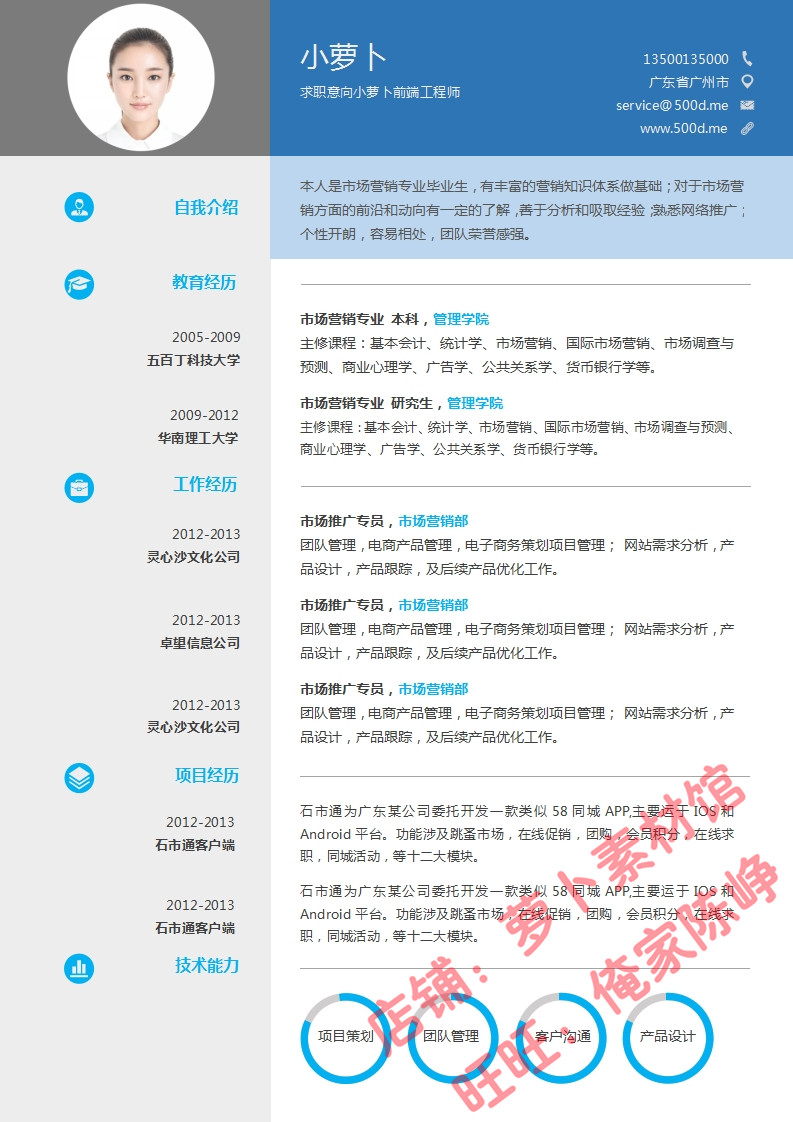 小萝卜
求职意向小萝卜前端工程师
13500135000
广东省广州市
service@500d.me
www.500d.me
自我介绍
本人是市场营销专业毕业生，有丰富的营销知识体系做基础；对于市场营
销方面的前沿和动向有一定的了解，善于分析和吸取经验；熟悉网络推广；
个性开朗，容易相处，团队荣誉感强。
教育经历
2005-2009
五百丁科技大学
市场营销专业 本科，管理学院
主修课程：基本会计、统计学、市场营销、国际市场营销、市场调查与
预测、商业心理学、广告学、公共关系学、货币银行学等。
2009-2012
华南理工大学
市场营销专业 研究生，管理学院
主修课程：基本会计、统计学、市场营销、国际市场营销、市场调查与预测、
商业心理学、广告学、公共关系学、货币银行学等。
工作经历
2012-2013
灵心沙文化公司
市场推广专员，市场营销部
团队管理，电商产品管理，电子商务策划项目管理； 网站需求分析，产
品设计，产品跟踪，及后续产品优化工作。
2012-2013
卓望信息公司
市场推广专员，市场营销部
团队管理，电商产品管理，电子商务策划项目管理； 网站需求分析，产
品设计，产品跟踪，及后续产品优化工作。
2012-2013
灵心沙文化公司
市场推广专员，市场营销部
团队管理，电商产品管理，电子商务策划项目管理； 网站需求分析，产
品设计，产品跟踪，及后续产品优化工作。
项目经历
2012-2013
石市通客户端
石市通为广东某公司委托开发一款类似 58 同城 APP,主要运于 IOS 和
Android 平台。功能涉及跳蚤市场，在线促销，团购，会员积分，在线求
职，同城活动，等十二大模块。
2012-2013
石市通客户端
石市通为广东某公司委托开发一款类似 58 同城 APP,主要运于 IOS 和
Android 平台。功能涉及跳蚤市场，在线促销，团购，会员积分，在线求
职，同城活动，等十二大模块。
技术能力
项目策划
团队管理
客户沟通
产品设计
店铺：萝卜素材馆
旺旺：俺家陈峥